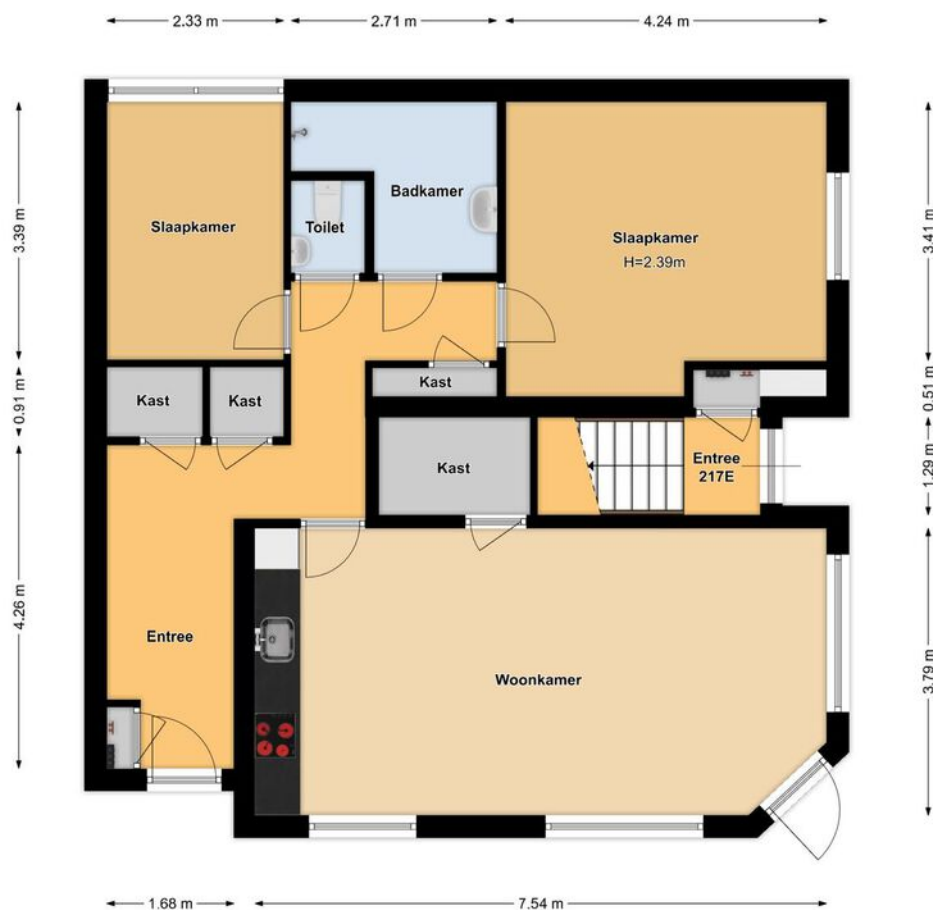 2.33 m
2.71 m
4.24 m
3.39 m
0.91 m
4.26 m
Slaapkamer
Toilet
Badkamer
Slaapkamer
H=2.39m
Kast
Kast
Kast
Kast
Entree
217E
Entree
Woonkamer
3.41 m
0.51 m
1.29 m
3.79 m
1.68 m
7.54 m